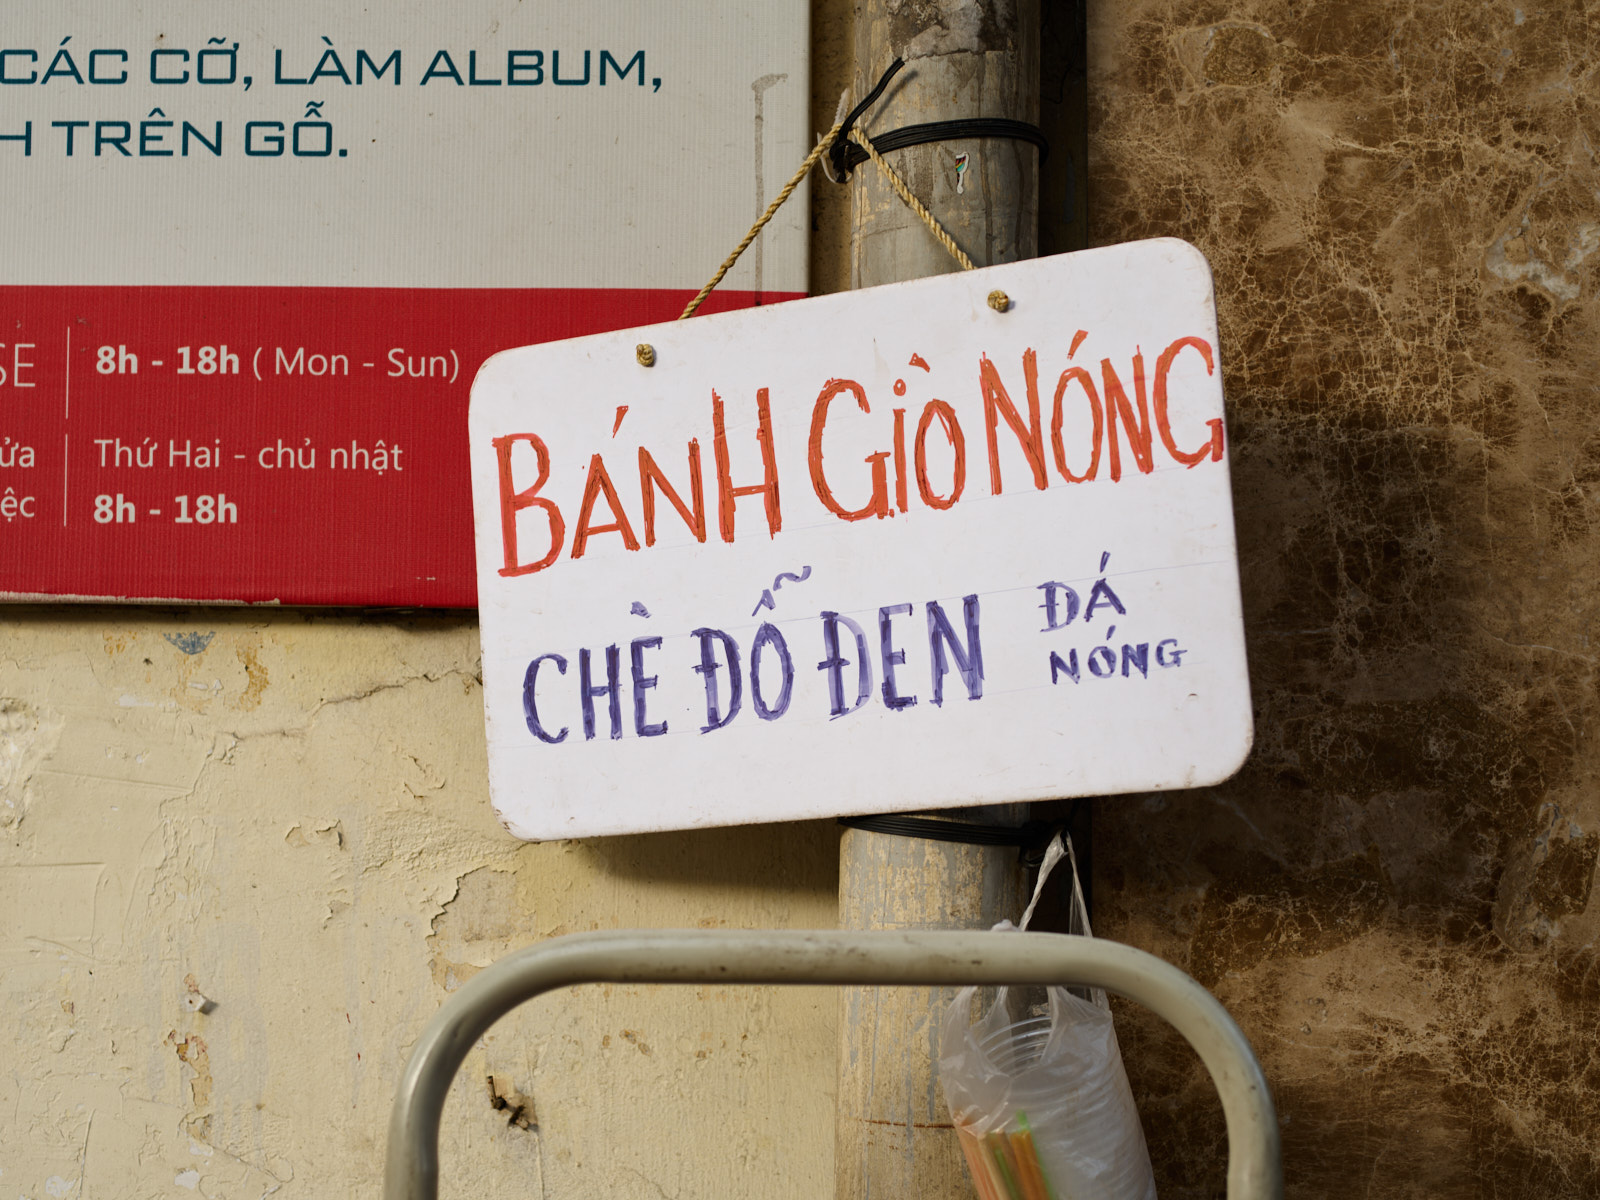 CÁC CỠ, LÀM ALBUM,
TRÊN GỖ.
8h - 18h ( Mon - Sun)
Thứ Hai - chủ nhật
8h - 18h
BÁNH GIÒ NÓNG
CHÈ ĐỖ ĐEN ĐÁ
NÓNG